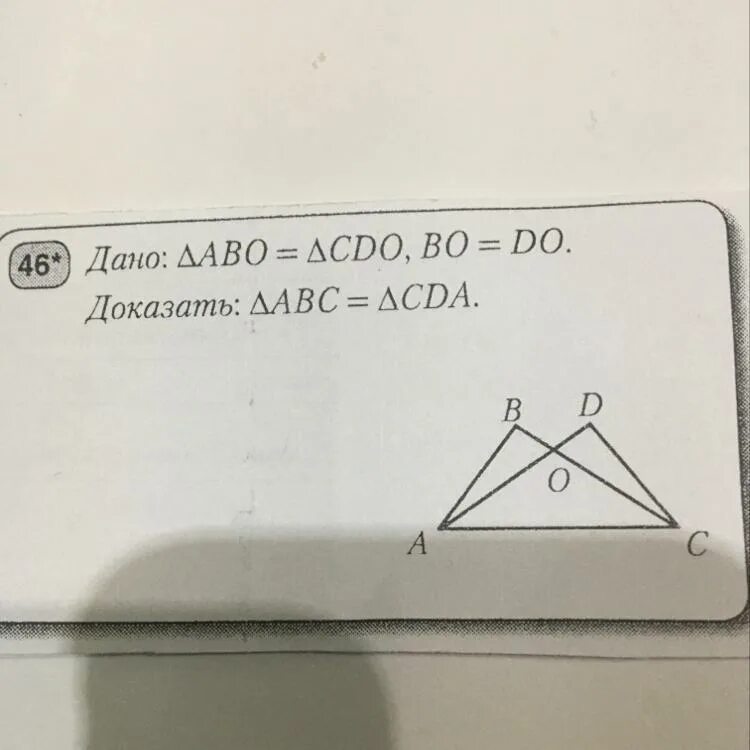 46* Дано: ΔABO = ΔCDO, BO = DO.
Доказать: ΔABC = ΔCDA.
B D
O
A C